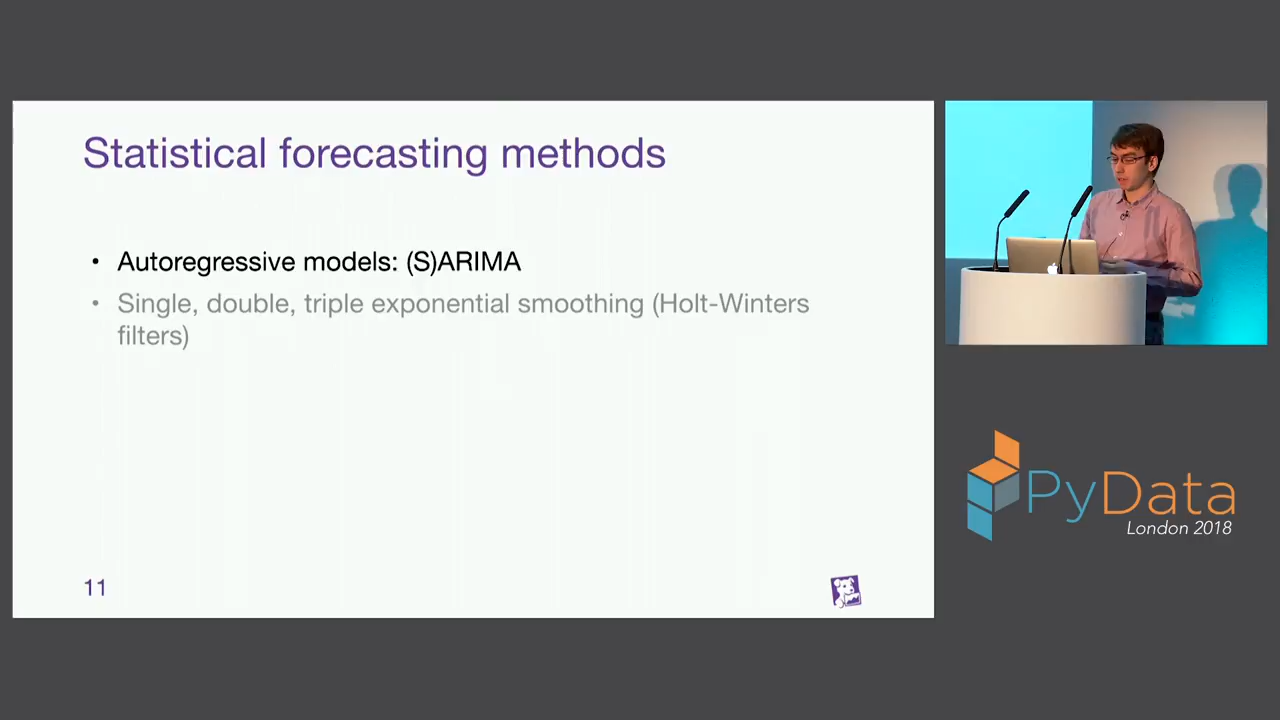 Statistical forecasting methods
• Autoregressive models: (S)ARIMA
• Single, double, triple exponential smoothing (Holt-Winters
filters)
11
PyData
London 2018